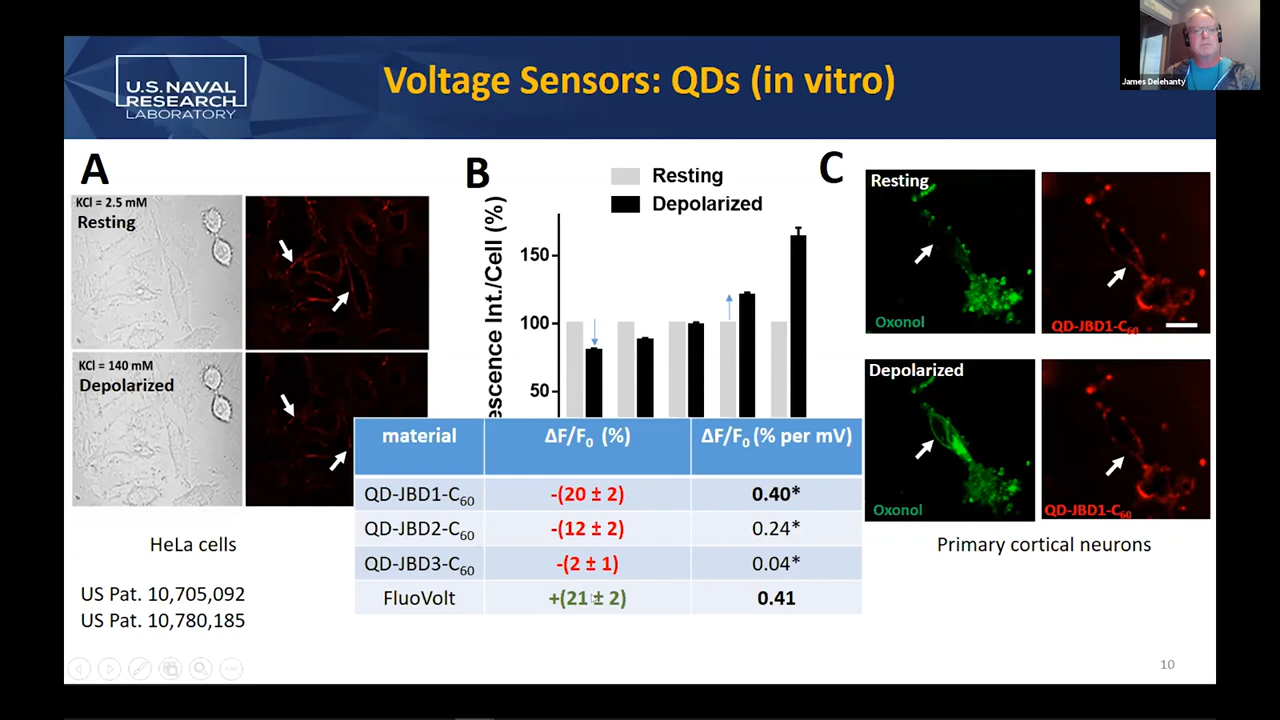 James Delehanty
U.S. NAVAL
RESEARCH
LABORATORY
Voltage Sensors: QDs (in vitro)
A
KCl = 2.5 mM
Resting
KCl = 140 mM
Depolarized
HeLa cells
US Pat. 10,705,092
US Pat. 10,780,185
B
Resting
Depolarized
escence Int./Cell (%)
150
100
50
material ΔF/F0 (%) ΔF/F0 (% per mV)
QD-JBD1-C60 -(20 ± 2) 0.40*
QD-JBD2-C60 -(12 ± 2) 0.24*
QD-JBD3-C60 -(2 ± 1) 0.04*
FluoVolt +(21 ± 2) 0.41
C
Resting
Oxonol
QD-JBD1-C60
Depolarized
Oxonol
QD-JBD1-C60
Primary cortical neurons
10